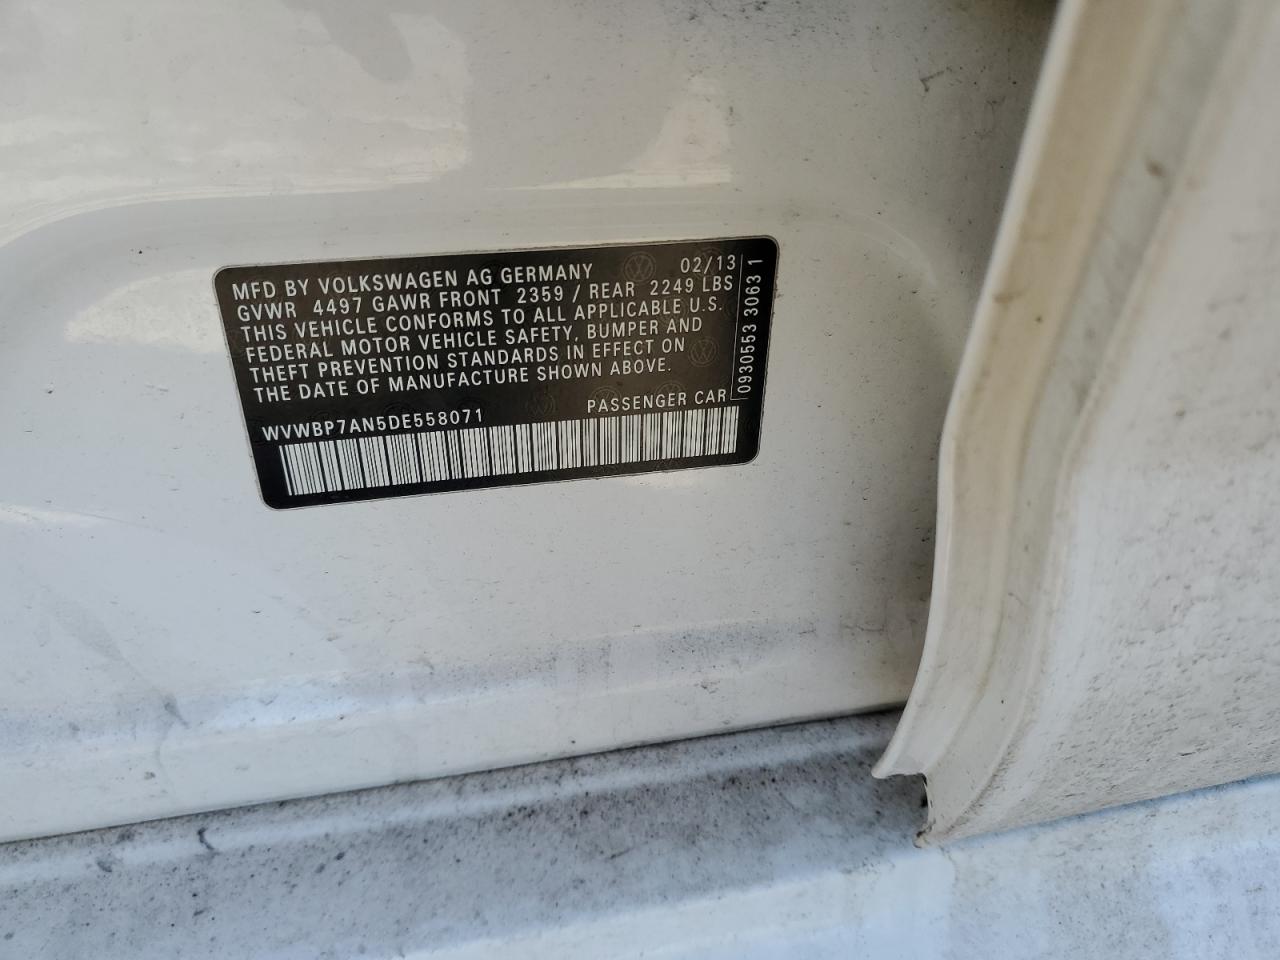 MFD BY VOLKSWAGEN AG GERMANY 02/13
GVWR 4497 GAWR FRONT 2359 / REAR 2249 LBS
THIS VEHICLE CONFORMS TO ALL APPLICABLE U.S.
FEDERAL MOTOR VEHICLE SAFETY, BUMPER AND
THEFT PREVENTION STANDARDS IN EFFECT ON
THE DATE OF MANUFACTURE SHOWN ABOVE.
WVWBP7AN5DE558071 PASSENGER CAR
0930553 3063 1